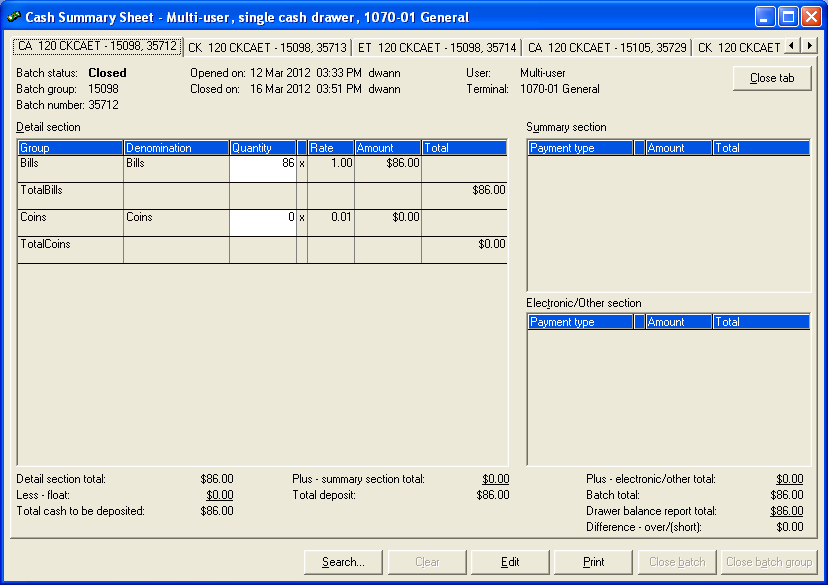 Cash Summary Sheet - Multi-user, single cash drawer, 1070-01 General
CA 120 CKCAET - 15098, 35712 CK 120 CKCAET - 15098, 35713 ET 120 CKCAET - 15098, 35714 CA 120 CKCAET - 15105, 35729 CK 120 CKCAET
Batch status: Closed Opened on: 12 Mar 2012 03:33 PM dwann User: Multi-user Close tab
Batch group: 15098 Closed on: 16 Mar 2012 03:51 PM dwann Terminal: 1070-01 General
Batch number: 35712
Detail section
Group Denomination Quantity Rate Amount Total
Bills Bills 86 x 1.00 $86.00
TotalBills $86.00
Coins Coins 0 x 0.01 $0.00
TotalCoins $0.00
Summary section
Payment type Amount Total
Electronic/Other section
Payment type Amount Total
Detail section total: $86.00 Plus - summary section total: $0.00 Plus - electronic/other total: $0.00
Less - float: $0.00 Total deposit: $86.00 Batch total: $86.00
Total cash to be deposited: $86.00 Drawer balance report total: $86.00
Difference - over/(short): $0.00
Search... Clear Edit Print Close batch Close batch group